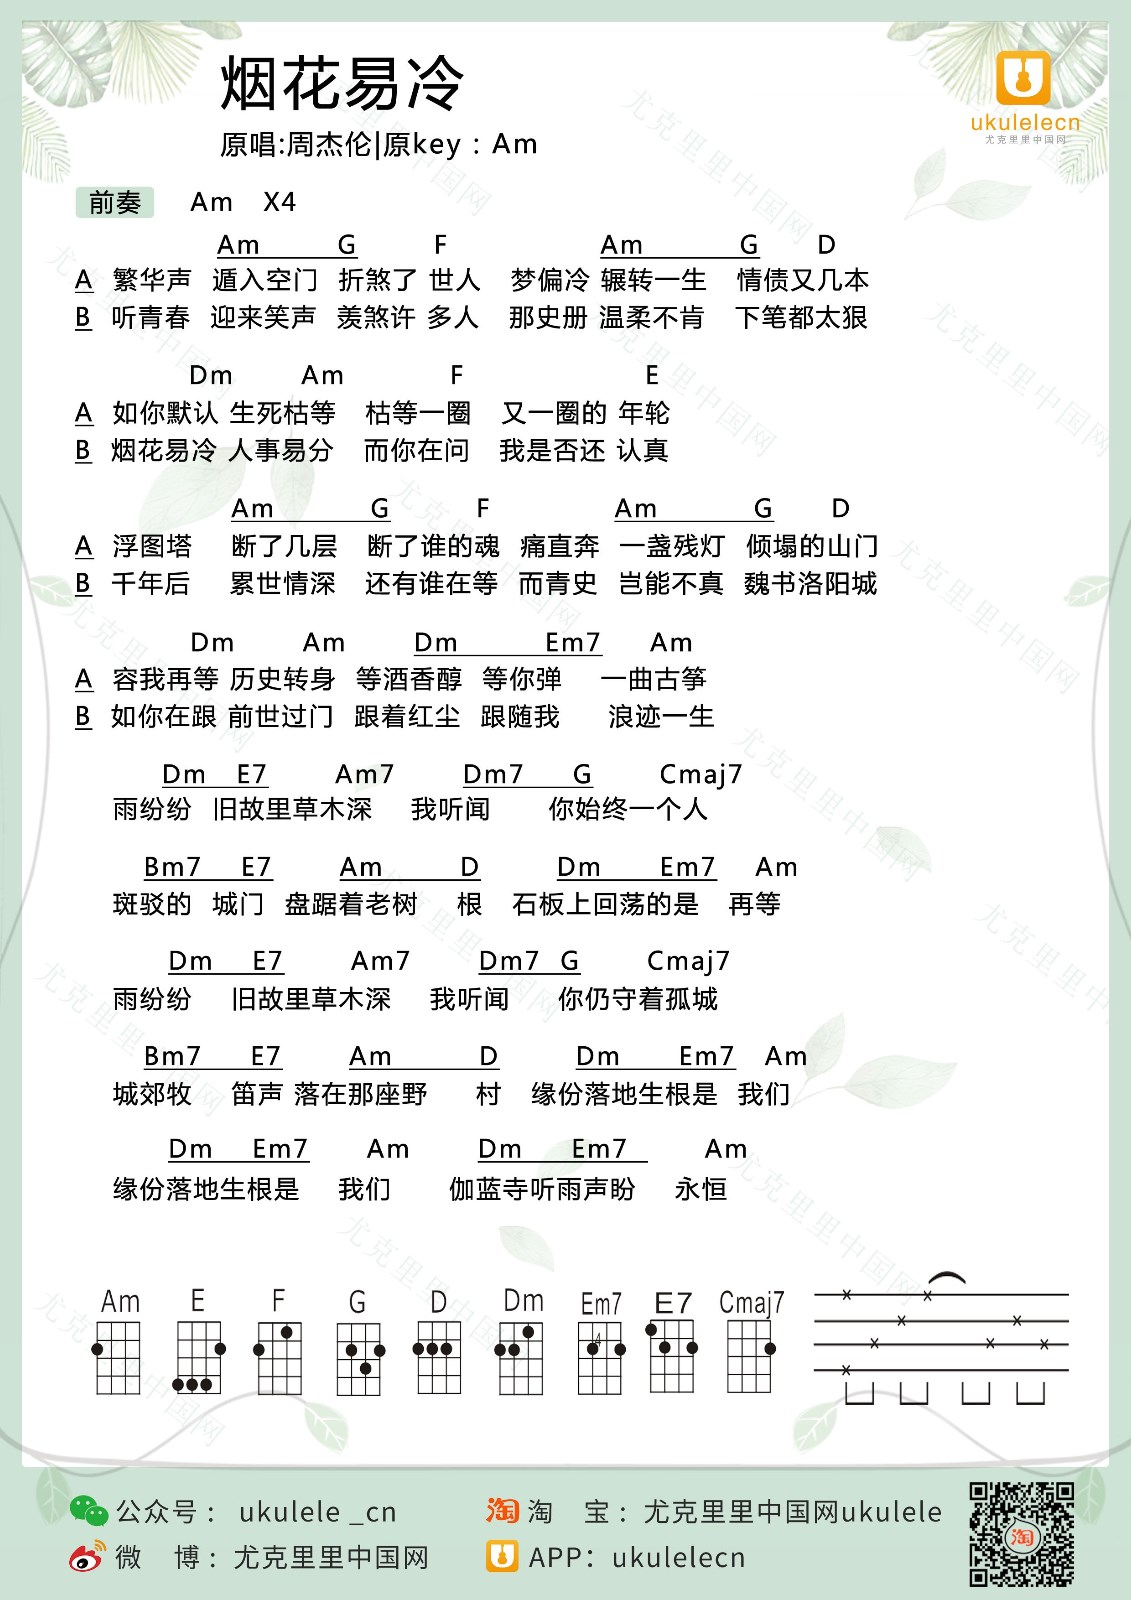 烟花易冷
原唱:周杰伦|原key：Am
ukulelecn
尤克里里中国网
前奏 Am X4
Am G F Am G D
A 繁华声 遁入空门 折煞了 世人 梦偏冷 辗转一生 情债又几本
B 听青春 迎来笑声 羡煞许 多人 那史册 温柔不肯 下笔都太狠
Dm Am F E
A 如你默认 生死枯等 枯等一圈 又一圈的 年轮
B 烟花易冷 人事易分 而你在问 我是否还 认真
Am G F Am G D
A 浮图塔 断了几层 断了谁的魂 痛直奔 一盏残灯 倾塌的山门
B 千年后 累世情深 还有谁在等 而青史 岂能不真 魏书洛阳城
Dm Am Dm Em7 Am
A 容我再等 历史转身 等酒香醇 等你弹 一曲古筝
B 如你在跟 前世过门 跟着红尘 跟随我 浪迹一生
Dm E7 Am7 Dm7 G Cmaj7
雨纷纷 旧故里草木深 我听闻 你始终一个人
Bm7 E7 Am D Dm Em7 Am
斑驳的 城门 盘踞着老树 根 石板上回荡的是 再等
Dm E7 Am7 Dm7 G Cmaj7
雨纷纷 旧故里草木深 我听闻 你仍守着孤城
Bm7 E7 Am D Dm Em7 Am
城郊牧 笛声 落在那座野 村 缘份落地生根是 我们
Dm Em7 Am Dm Em7 Am
缘份落地生根是 我们 伽蓝寺听雨声盼 永恒
Am E F G D Dm Em7 E7 Cmaj7
4
公众号： ukulele _cn
淘 淘 宝：尤克里里中国网ukulele
微 博：尤克里里中国网
APP：ukulelecn
淘